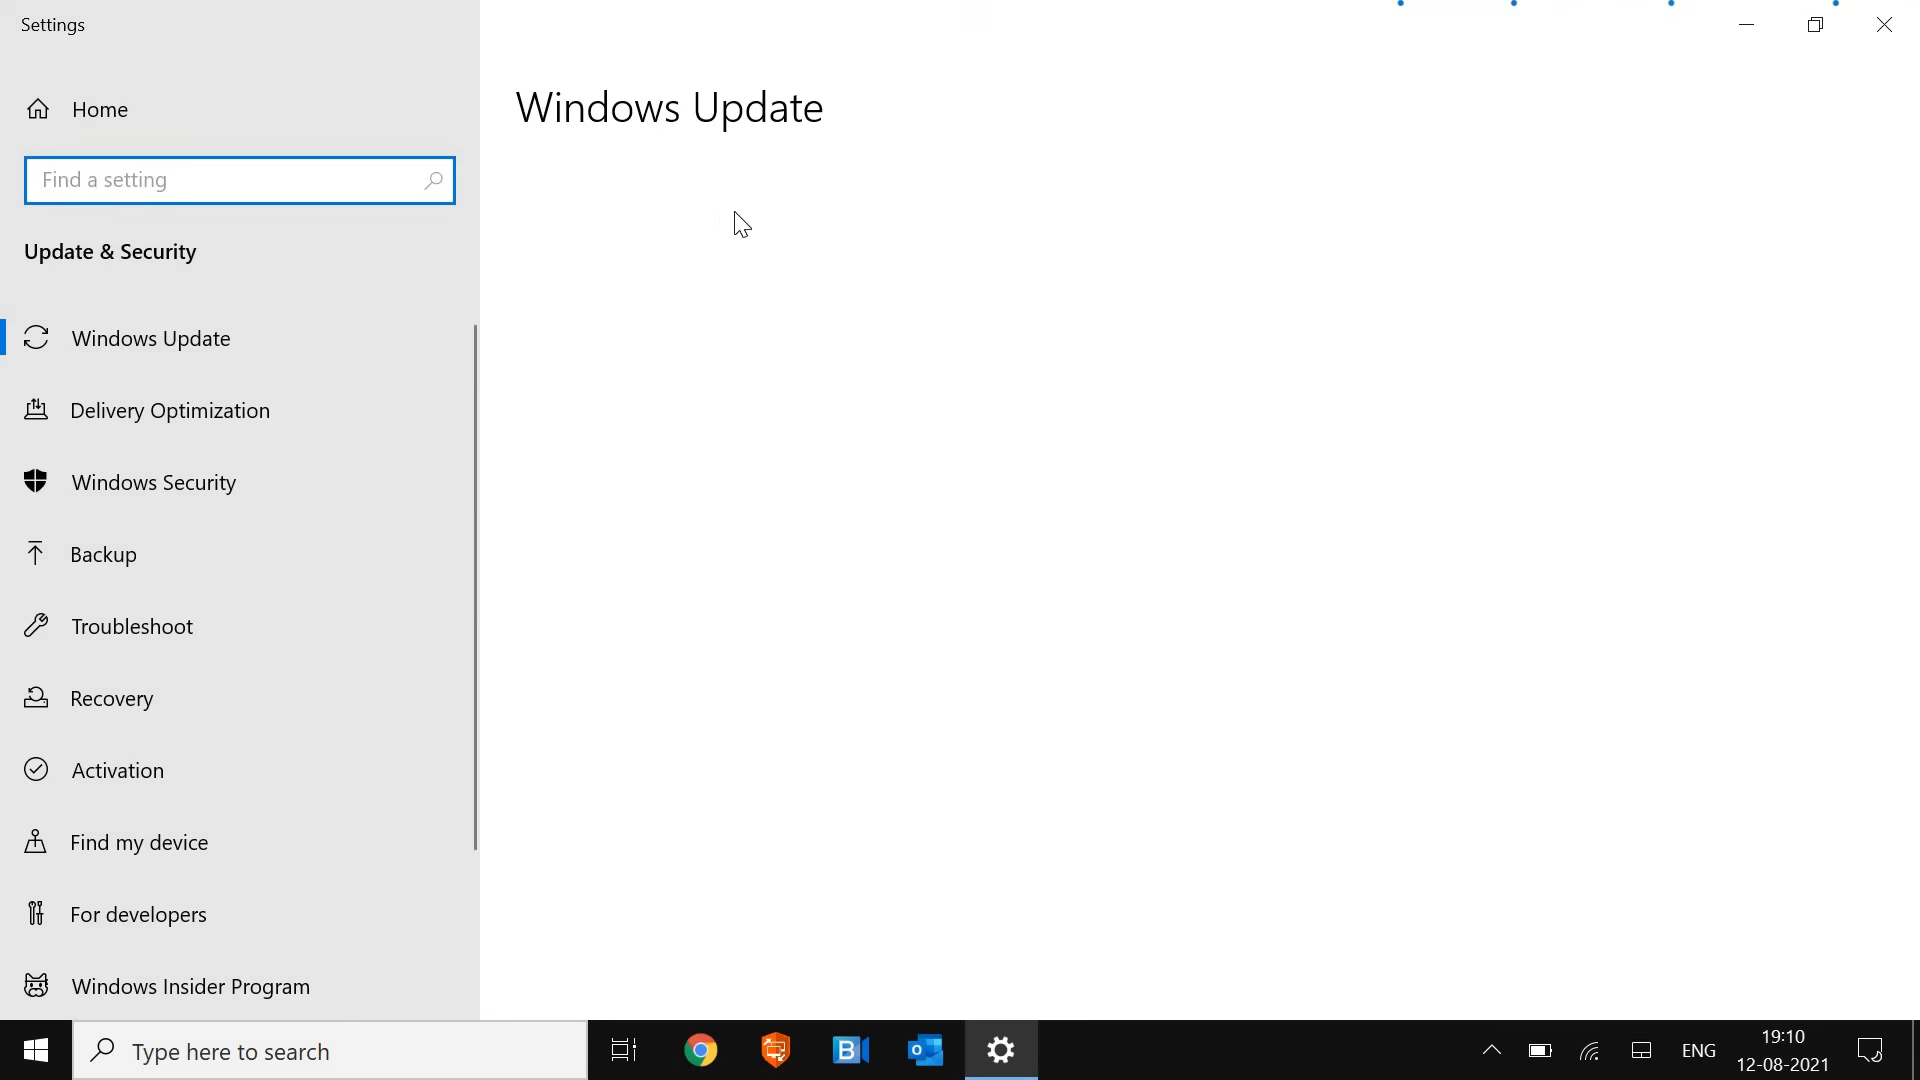 Settings
Home
Find a setting
Update & Security
Windows Update
Delivery Optimization
Windows Security
Backup
Troubleshoot
Recovery
Activation
Find my device
For developers
Windows Insider Program
Windows Update
Type here to search
B
o
ENG
19:10
12-08-2021